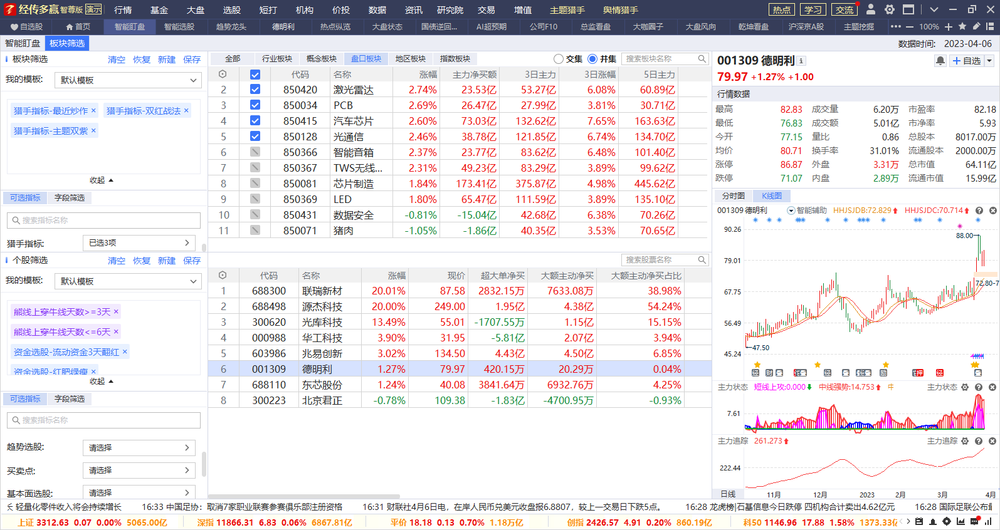 经传多赢 智尊版 演示 行情 基金 大盘 选股 短打 机构 价投 数据 资讯 研究院 交易 增值 主题猎手 舆情猎手 热点 学习 交流
自选股 首页 智能盯盘 智能选股 趋势龙头 德明利 热点纵览 大盘状态 国债逆回... AI超预期 公司F10 总监看盘 大咖圈子 大盘风向 乾坤看盘 沪深京A股 主题挖掘 ••• 100%
智能盯盘 板块筛选 数据时间: 2023-04-06
板块筛选 清空 恢复 新建 保存
我的模板: 默认模板
猎手指标-最近炒作 × 猎手指标-双红战法 ×
猎手指标-主题双紫 ×
收起
可选指标 字段筛选
搜索指标名称
猎手指标: 已选3项
个股筛选 清空 恢复 新建 保存
我的模板: 默认模板
熊线上穿牛线天数>=3天 ×
熊线上穿牛线天数<=6天 ×
资金选股-流动资金3天翻红 ×
资金选股-红肥绿瘦 ×
收起
可选指标 字段筛选
搜索指标名称
趋势选股: 请选择
买卖点: 请选择
基本面选股: 请选择
全部 行业板块 概念板块 盘口板块 地区板块 指数板块 交集 并集 搜索板块名称
代码 名称 涨幅 主力净买额 3日主力 3日涨幅 5日主力
2 850420 激光雷达 2.74% 23.53亿 53.27亿 6.08% 60.89亿
3 850034 PCB 2.69% 26.47亿 27.99亿 3.81% 30.71亿
4 850415 汽车芯片 2.60% 73.03亿 132.62亿 7.65% 163.63亿
5 850128 光通信 2.46% 38.78亿 121.85亿 6.74% 134.70亿
6 850366 智能音箱 2.37% 23.77亿 83.62亿 6.48% 101.40亿
7 850367 TWS无线... 2.31% 49.23亿 83.29亿 3.89% 99.62亿
8 850081 芯片制造 1.84% 173.41亿 375.87亿 4.98% 445.62亿
9 850369 LED 1.80% 65.47亿 111.59亿 3.89% 135.10亿
10 850431 数据安全 -0.81% -15.04亿 42.68亿 6.38% 70.26亿
11 850071 猪肉 -1.05% -1.86亿 40.35亿 3.53% 70.65亿
搜索股票名称
代码 名称 涨幅 现价 超大单净买 大额主动净买 大额主动净买占比
1 688300 联瑞新材 20.01% 87.58 2832.15万 7633.08万 38.98%
2 688498 源杰科技 20.00% 249.00 1.95亿 4.38亿 54.24%
3 300620 光库科技 13.49% 55.01 -1707.55万 1.15亿 15.15%
4 000988 华工科技 3.90% 31.95 -5.81亿 2.07亿 3.94%
5 603986 兆易创新 3.02% 134.50 4.43亿 4.50亿 6.85%
6 001309 德明利 1.27% 79.97 420.15万 20.29万 0.04%
7 688110 东芯股份 1.24% 40.08 3841.64万 6932.76万 4.25%
8 300223 北京君正 -0.78% 109.38 -1.83亿 -4700.95万 -0.93%
001309 德明利 自选
79.97 +1.27% +1.00
行情数据
最高 82.83 成交量 6.20万 市盈率 82.18
最低 76.83 成交额 5.01亿 市净率 5.93
今开 77.15 量比 0.86 总股本 8017.00万
均价 80.71 换手率 31.01% 流通股本 2000.00万
涨停 86.87 外盘 3.31万 总市值 64.11亿
跌停 71.07 内盘 2.89万 流通市值 15.99亿
分时图 K线图
001309 德明利 智能辅助 HHJSJDB:72.829 HHJSJDC:70.714
90.26
88.00
79.01
72.80-7
67.75
56.49
47.50
45.24
主力状态 短线上攻:0.000 中线强势:14.753 中 主力状态
7.61
主力追踪 261.273 主力追踪
222.44
日线 11月 12月 2023 2月 3月 4月
轻量化零件收入将会持续增长 16:33 中国足协：取消7家职业联赛参赛俱乐部注册资格 16:31 财联社4月6日电，在岸人民币兑美元收盘报6.8807，较上一交易日下跌5点。 16:28 龙虎榜|石基信息今日跌停 四机构合计卖出4.62亿元 16:28 国际足联公布最
上证 3312.63 0.07 0.00% 5065.00亿 深指 11866.31 6.83 0.06% 6867.81亿 平价 18.18 0.13 0.70% 1.18万亿 创指 2426.57 4.91 0.20% 860.19亿 科50 1146.96 17.88 1.58% 1373.33亿